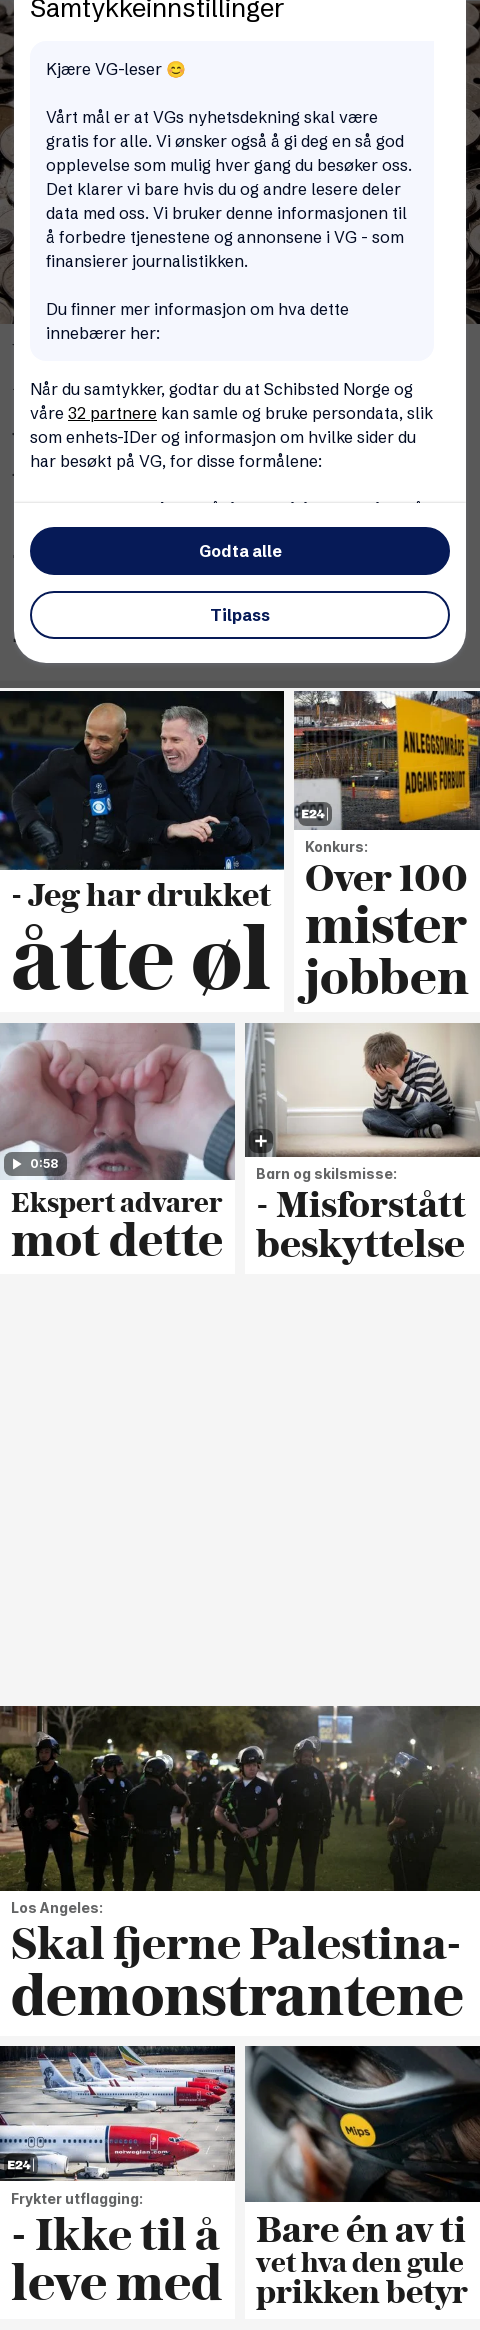 Samtykkeinnstillinger
Kjære VG-leser 😊
Vårt mål er at VGs nyhetsdekning skal være
gratis for alle. Vi ønsker også å gi deg en så god
opplevelse som mulig hver gang du besøker oss.
Det klarer vi bare hvis du og andre lesere deler
data med oss. Vi bruker denne informasjonen til
å forbedre tjenestene og annonsene i VG - som
finansierer journalistikken.
Du finner mer informasjon om hva dette
innebærer her:
Når du samtykker, godtar du at Schibsted Norge og
våre 32 partnere kan samle og bruke persondata, slik
som enhets-IDer og informasjon om hvilke sider du
har besøkt på VG, for disse formålene:
Godta alle
Tilpass
ANLEGGSOMRÅDE
ADGANG FORBUDT
E24
- Jeg har drukket
åtte øl
Konkurs:
Over 100
mister
jobben
0:58
Ekspert advarer
mot dette
Barn og skilsmisse:
- Misforstått
beskyttelse
Los Angeles:
Skal fjerne Palestina-
demonstrantene
norwegian.com
E24
Frykter utflagging:
- Ikke til å
leve med
Mips
Bare én av ti
vet hva den gule
prikken betyr